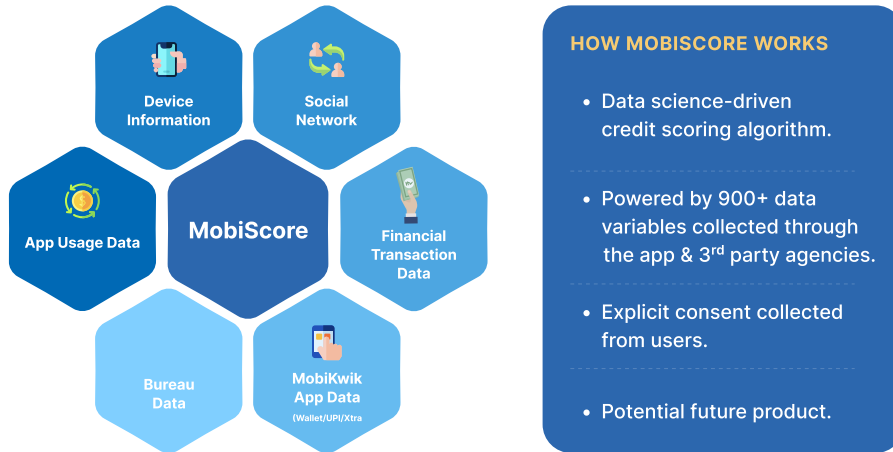 Device
Information
Social
Network
App Usage Data
MobiScore
Financial
Transaction
Data
Bureau
Data
MobiKwik
App Data
(Wallet/UPI/Xtra
HOW MOBISCORE WORKS
• Data science-driven
credit scoring algorithm.
• Powered by 900+ data
variables collected through
the app & 3rd party agencies.
• Explicit consent collected
from users.
• Potential future product.